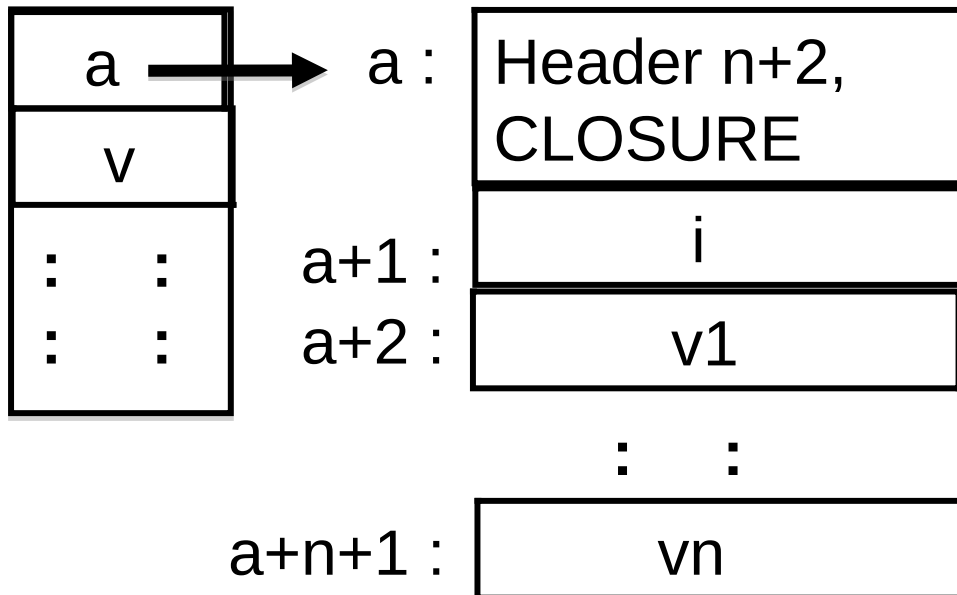 a
a :
Header n+2,
CLOSURE
v
i
: :
a+1 :
: :
a+2 :
v1
: :
a+n+1 :
vn